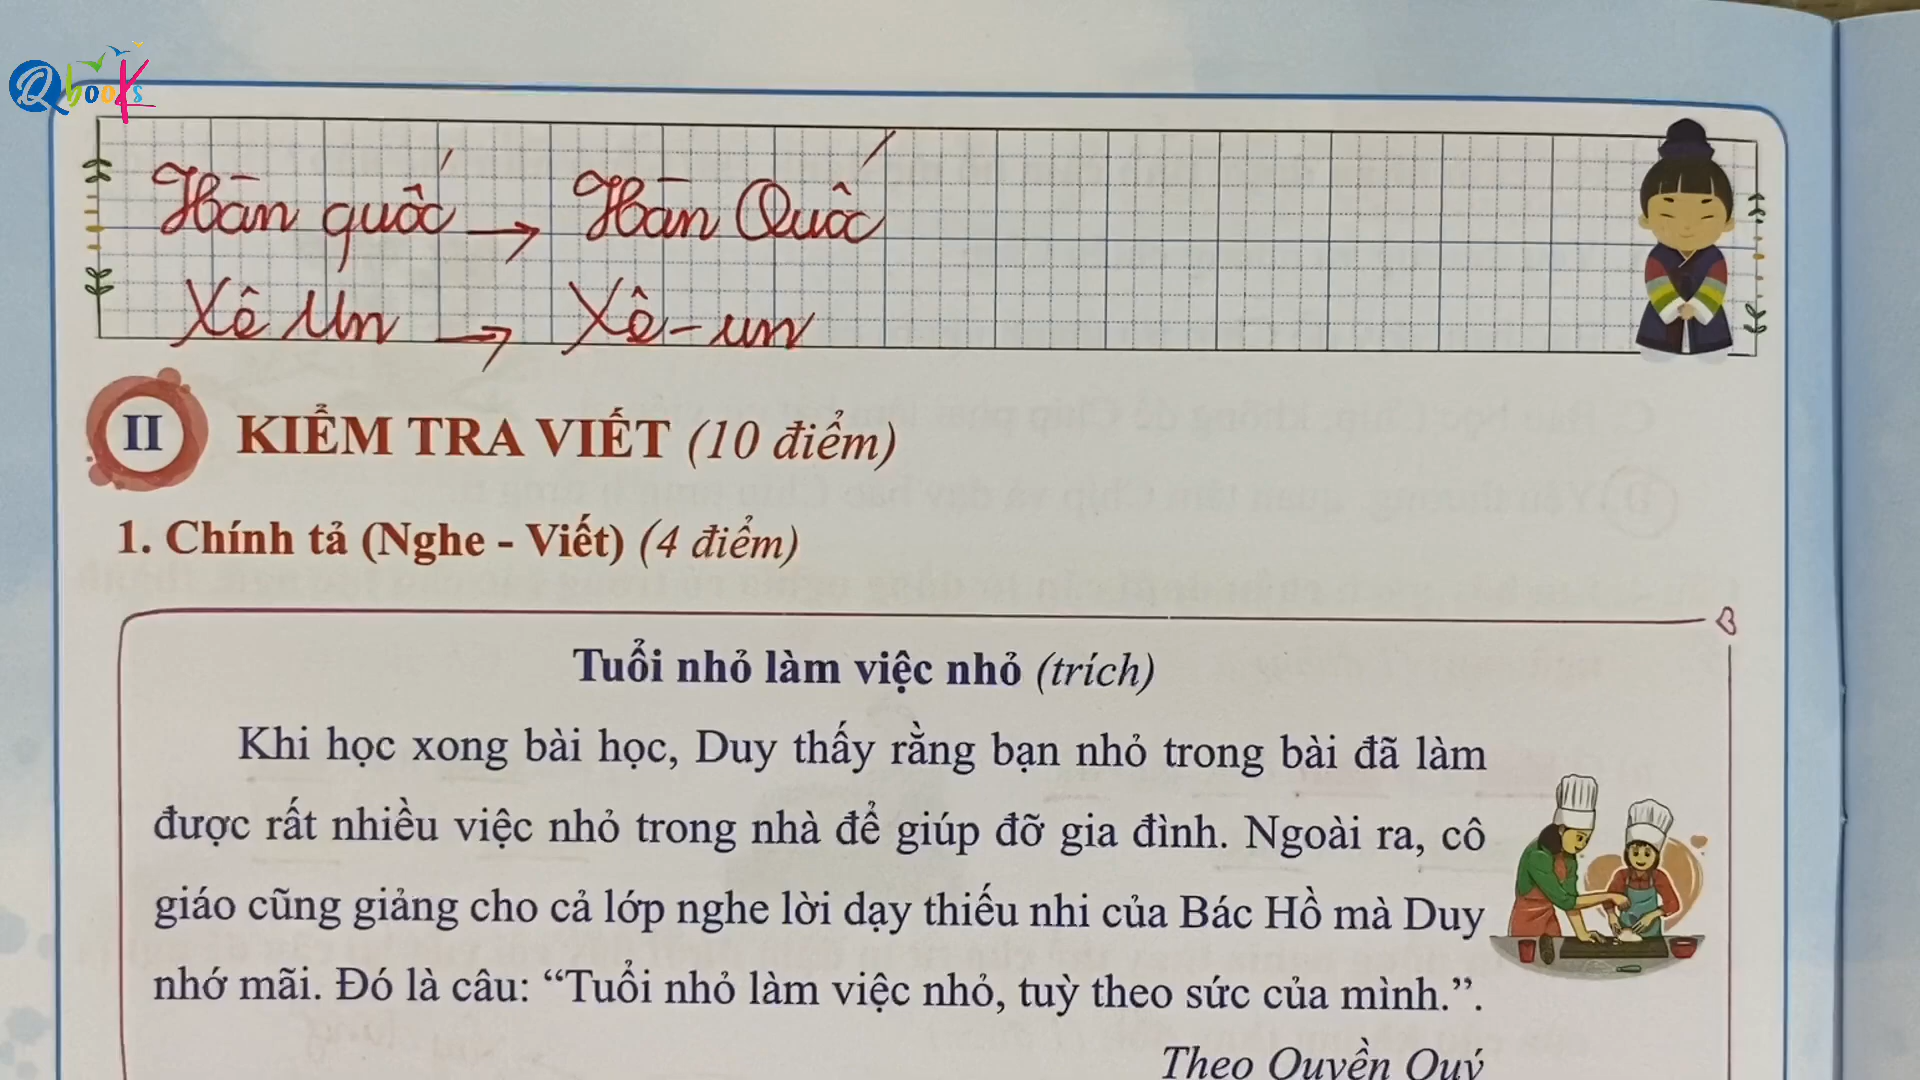 Qbooks
Hàn quốc → Hàn Quốc
Xê Un → Xê-un
II KIỂM TRA VIẾT (10 điểm)
1. Chính tả (Nghe - Viết) (4 điểm)
Tuổi nhỏ làm việc nhỏ (trích)
Khi học xong bài học, Duy thấy rằng bạn nhỏ trong bài đã làm
được rất nhiều việc nhỏ trong nhà để giúp đỡ gia đình. Ngoài ra, cô
giáo cũng giảng cho cả lớp nghe lời dạy thiếu nhi của Bác Hồ mà Duy
nhớ mãi. Đó là câu: “Tuổi nhỏ làm việc nhỏ, tuỳ theo sức của mình.”.
Theo Quyền Quý